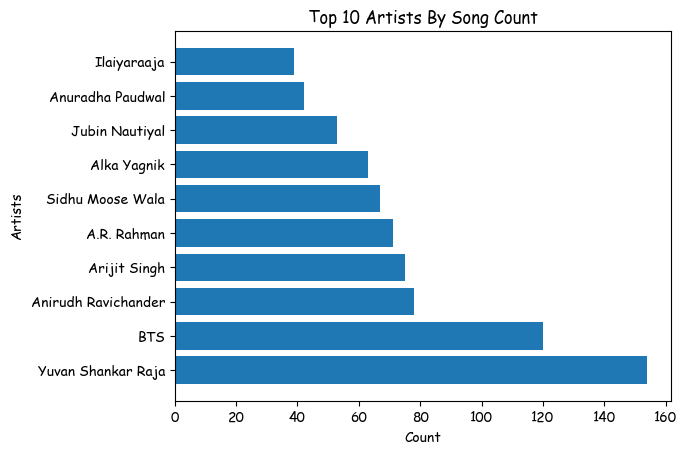 Top 10 Artists By Song Count
Ilaiyaraaja
Anuradha Paudwal
Jubin Nautiyal
Alka Yagnik
Sidhu Moose Wala
A.R. Rahman
Arijit Singh
Anirudh Ravichander
BTS
Yuvan Shankar Raja
Artists
0 20 40 60 80 100 120 140 160
Count